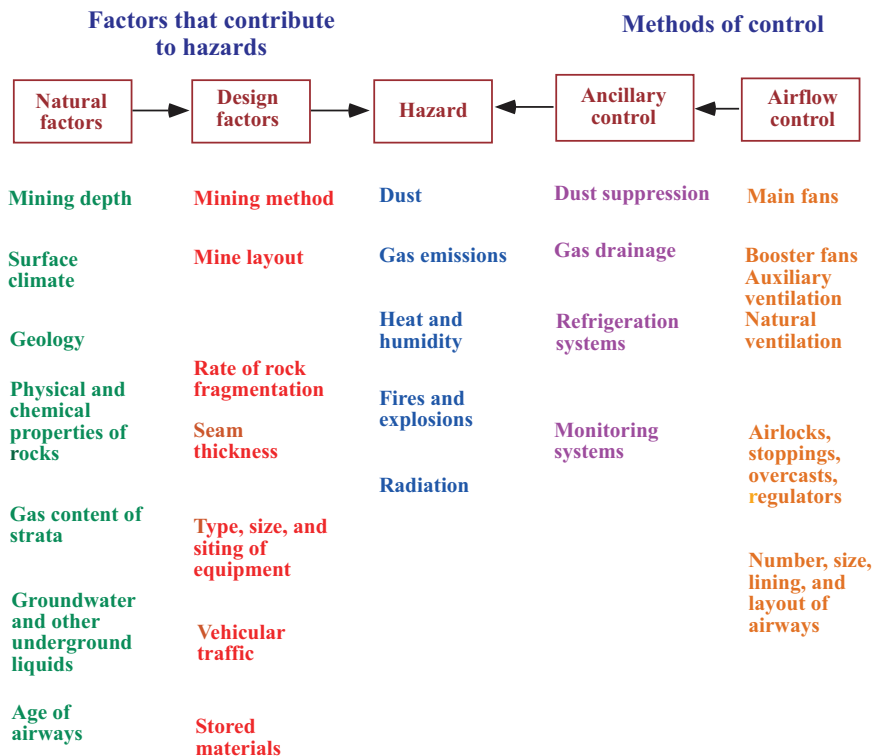 Factors that contribute
to hazards
Methods of control
Natural
factors
Design
factors
Hazard
Ancillary
control
Airflow
control
Mining depth
Surface
climate
Geology
Physical and
chemical
properties of
rocks
Gas content of
strata
Groundwater
and other
underground
liquids
Age of
airways
Mining method
Mine layout
Rate of rock
fragmentation
Seam
thickness
Type, size, and
siting of
equipment
Vehicular
traffic
Stored
materials
Dust
Gas emissions
Heat and
humidity
Fires and
explosions
Radiation
Dust suppression
Gas drainage
Refrigeration
systems
Monitoring
systems
Main fans
Booster fans
Auxiliary
ventilation
Natural
ventilation
Airlocks,
stoppings,
overcasts,
regulators
Number, size,
lining, and
layout of
airways